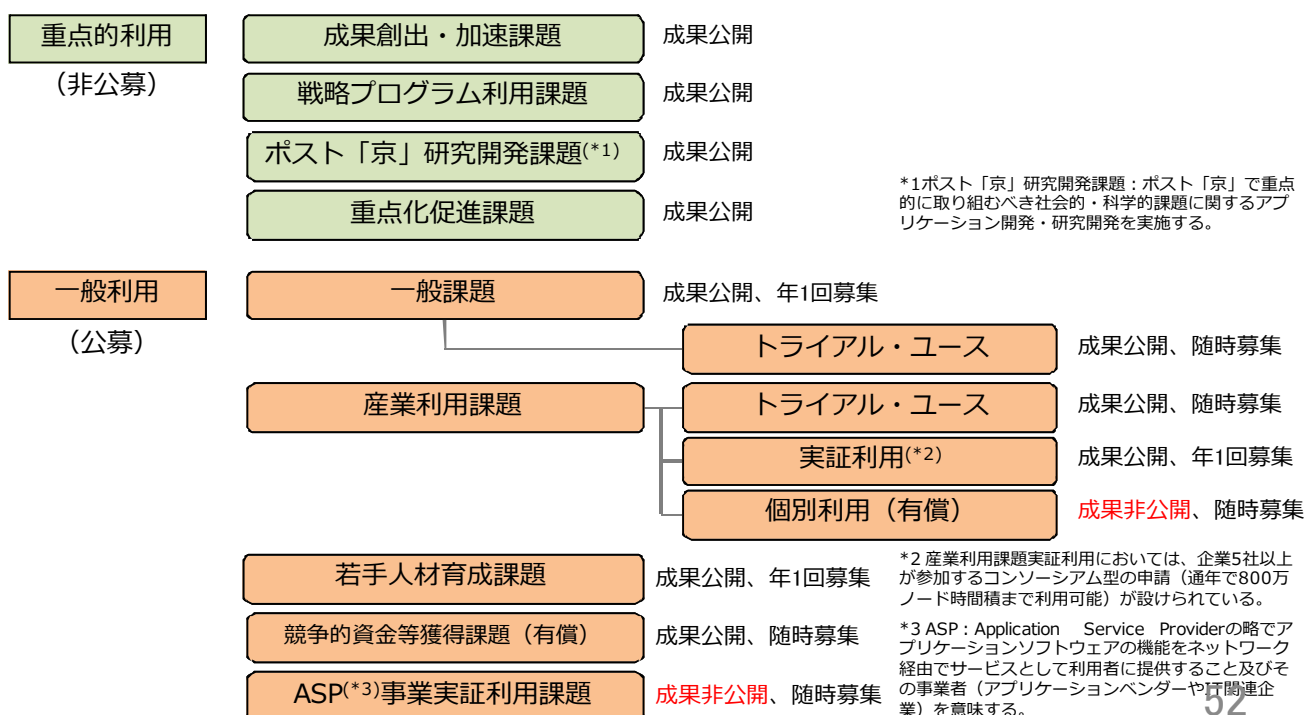 重点的利用
(非公募)
成果創出・加速課題
成果公開
戦略プログラム利用課題
成果公開
ポスト「京」研究開発課題(*1)
成果公開
重点化促進課題
成果公開
*1ポスト「京」研究開発課題：ポスト「京」で重点
的に取り組むべき社会的・科学的課題に関するアプ
リケーション開発・研究開発を実施する。
一般利用
(公募)
一般課題
成果公開、年1回募集
トライアル・ユース
成果公開、随時募集
産業利用課題
トライアル・ユース
成果公開、随時募集
実証利用(*2)
成果公開、年1回募集
個別利用（有償）
成果非公開、随時募集
若手人材育成課題
成果公開、年1回募集
競争的資金等獲得課題（有償）
成果公開、随時募集
ASP(*3)事業実証利用課題
成果非公開、随時募集
*2 産業利用課題実証利用においては、企業5社以上
が参加するコンソーシアム型の申請（通年で800万
ノード時間積まで利用可能）が設けられている。
*3 ASP：Application Service Providerの略でア
プリケーションソフトウェアの機能をネットワーク
経由でサービスとして利用者に提供すること及びそ
の事業者（アプリケーションベンダーやIT関連企
業）を意味する。
52